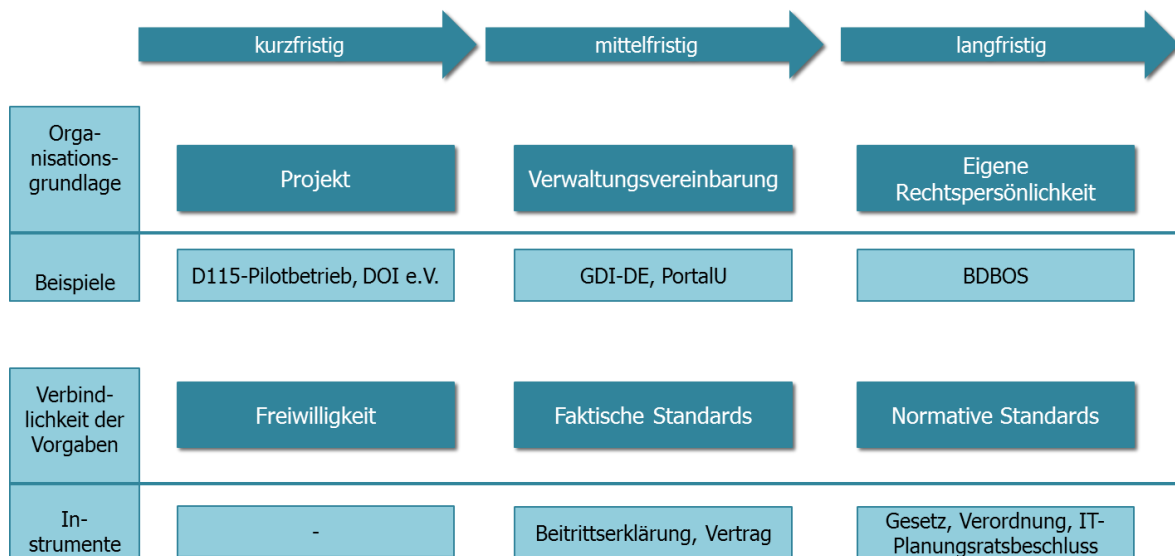 kurzfristig
mittelfristig
langfristig
Orga-
nisations-
grundlage
Projekt
Verwaltungsvereinbarung
Eigene
Rechtspersönlichkeit
Beispiele
D115-Pilotbetrieb, DOI e.V.
GDI-DE, PortalU
BDBOS
Verbind-
lichkeit der
Vorgaben
Freiwilligkeit
Faktische Standards
Normative Standards
In-
strumente
-
Beitrittserklärung, Vertrag
Gesetz, Verordnung, IT-
Planungsratsbeschluss